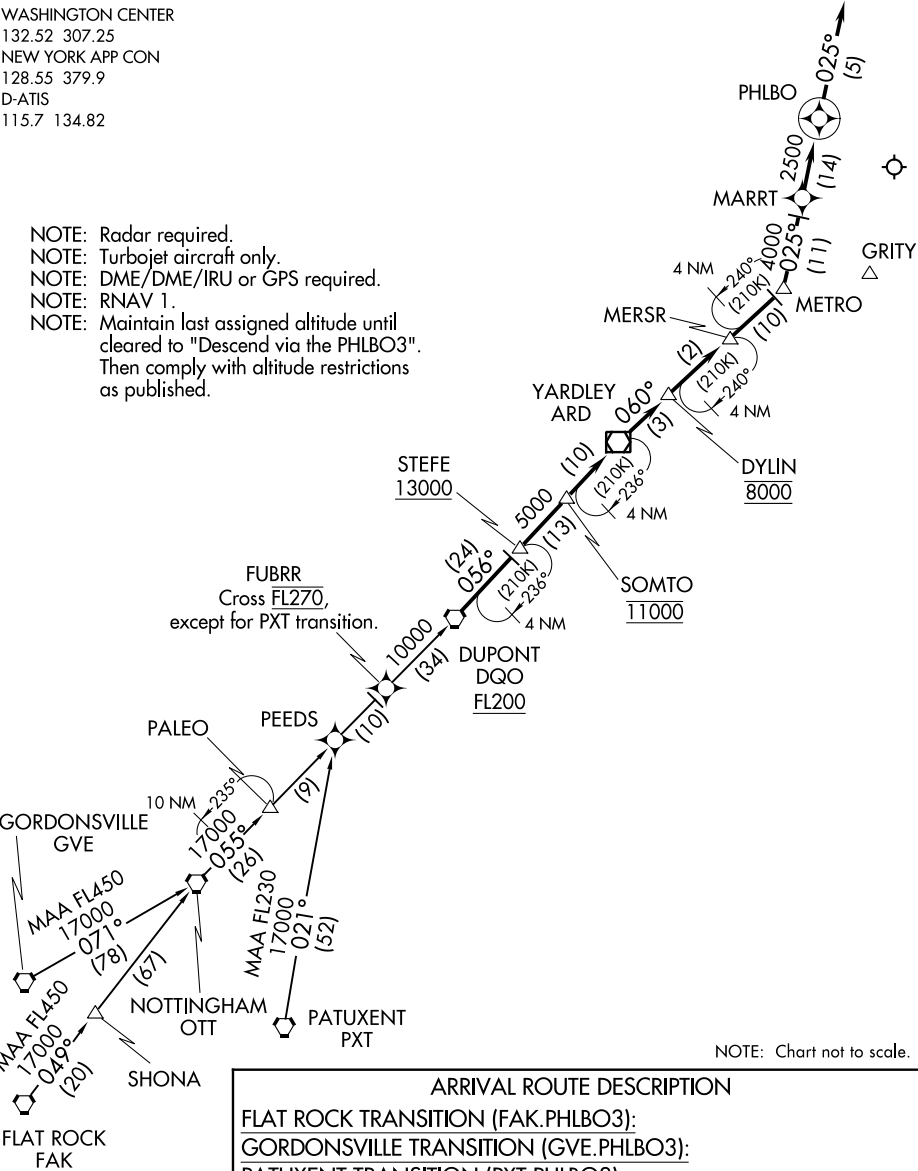 WASHINGTON CENTER
132.52 307.25
NEW YORK APP CON
128.55 379.9
D-ATIS
115.7 134.82
NOTE: Radar required.
NOTE: Turbojet aircraft only.
NOTE: DME/DME/IRU or GPS required.
NOTE: RNAV 1.
NOTE: Maintain last assigned altitude until
cleared to "Descend via the PHLBO3".
Then comply with altitude restrictions
as published.
025°
(5)
PHLBO
2500
(14)
MARRT
4000
025°
(11)
GRITY
METRO
4 NM
240°
(210K)
MERSR
(10)
(2)
(210K)
240°
4 NM
YARDLEY
ARD
060°
(3)
DYLIN
8000
(10)
(210K)
236°
4 NM
STEFE
13000
5000
(13)
SOMTO
11000
(24)
056°
(210K)
236°
4 NM
FUBRR
Cross FL270,
except for PXT transition.
10000
(34)
DUPONT
DQO
FL200
PEEDS
(10)
PALEO
(9)
10 NM
235°
17000
055°
(26)
GORDONSVILLE
GVE
MAA FL450
17000
071°
(78)
(67)
MAA FL230
17000
021°
(52)
NOTTINGHAM
OTT
PATUXENT
PXT
MAA FL450
17000
049°
(20)
SHONA
FLAT ROCK
FAK
NOTE: Chart not to scale.
ARRIVAL ROUTE DESCRIPTION
FLAT ROCK TRANSITION (FAK.PHLBO3):
GORDONSVILLE TRANSITION (GVE.PHLBO3):
PATUXENT TRANSITION (PXT.PHLBO3):